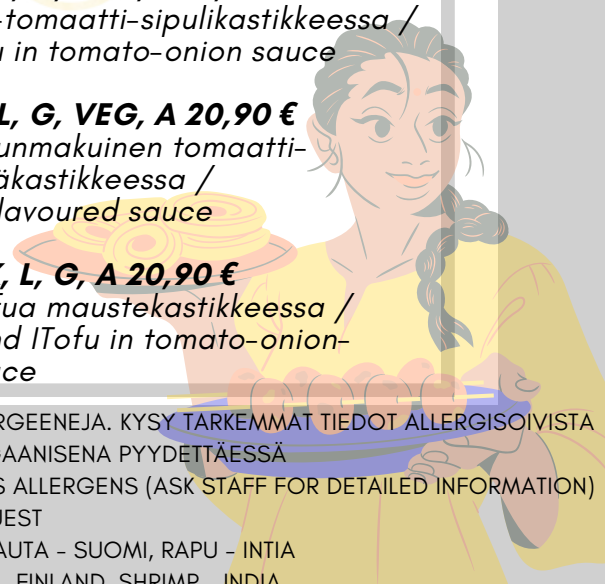 -tomaatti-sipulikastikkeessa /
u in tomato-onion sauce
L, G, VEG, A 20,90 €
unmakuinen tomaatti-
äkastikkeessa /
lavoured sauce
, L, G, A 20,90 €
tua maustekastikkeessa /
nd ITofu in tomato-onion-
ce
RGEENEJA. KYSY TARKEMMAT TIEDOT ALLERGISOIVISTA
GAANISENA PYYDETTÄESSÄ
S ALLERGENS (ASK STAFF FOR DETAILED INFORMATION)
UEST
AUTA - SUOMI, RAPU - INTIA
FINLAND, SHRIMP - INDIA